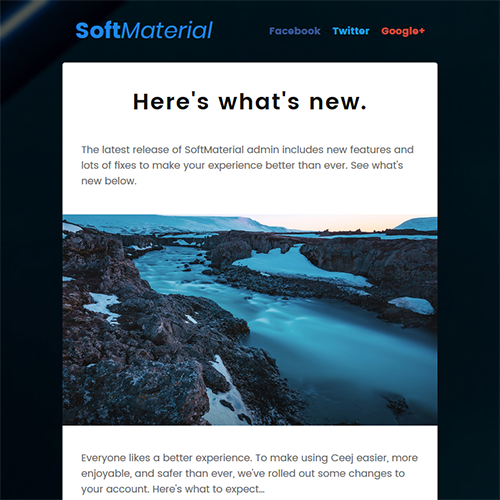 SoftMaterial
Facebook Twitter Google+
Here's what's new.
The latest release of SoftMaterial admin includes new features and
lots of fixes to make your experience better than ever. See what's
new below.
Everyone likes a better experience. To make using Ceej easier, more
enjoyable, and safer than ever, we've rolled out some changes to
your account. Here's what to expect...